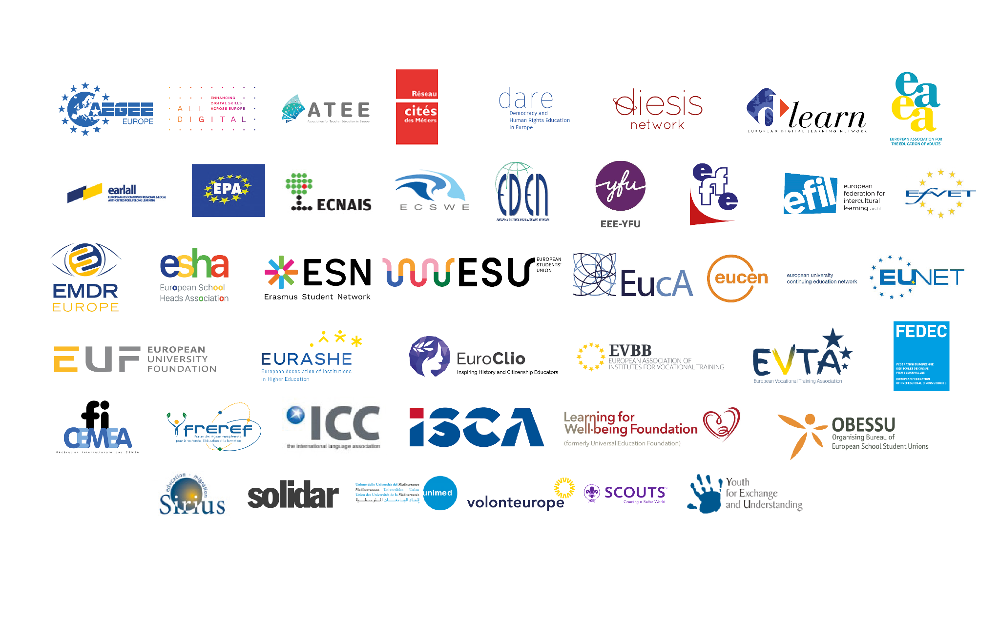 AEGEE
EUROPE
ALL
DIGITAL
ENHANCING
DIGITAL SKILLS
ACROSS EUROPE
ATEE
Association for Teacher Education in Europe
Réseau
cités
des Métiers
dare
Democracy and
Human Rights Education
in Europe
diesis
network
d
learn
EUROPEAN DIGITAL LEARNING NETWORK
ea
ea
EUROPEAN ASSOCIATION FOR
THE EDUCATION OF ADULTS
earlall
EUROPEAN ASSOCIATION OF REGIONAL & LOCAL
AUTHORITIES FOR LIFELONG LEARNING
EPA
ECNAIS
ECSWE
EDEN
EUROPEAN DISTANCE AND E-LEARNING NETWORK
yfu
EEE-YFU
effe
efil
european
federation for
intercultural
learning aisbl
EfVET
EMDR
EUROPE
esha
European School
Heads Association
ESN
Erasmus Student Network
ESU
EUROPEAN
STUDENTS'
UNION
EucA
eucen
european university
continuing education network
EUNET
EUF
EUROPEAN
UNIVERSITY
FOUNDATION
EURASHE
European Association of Institutions
in Higher Education
EuroClio
Inspiring History and Citizenship Educators
EVBB
EUROPEAN ASSOCIATION OF
INSTITUTES FOR VOCATIONAL TRAINING
EVTA
European Vocational Training Association
FEDEC
FÉDÉRATION EUROPÉENNE
DES ÉCOLES DE CIRQUE
PROFESSIONNELLES
EUROPEAN FEDERATION
OF PROFESSIONAL CIRCUS SCHOOLS
fi
CEMEA
Fédération Internationale des CEMEA
freref
Forum des régions européennes
pour la recherche, l'éducation et la formation
ICC
the international language association
iSCA
Learning for
Well-being Foundation
(formerly Universal Education Foundation)
OBESSU
Organising Bureau of
European School Student Unions
education · migration
Sirius
solidar
Unione delle Università del Mediterraneo
Mediterranean Universities Union
Union des Universités de la Méditerranée
إتحاد الجامعات المتوسطية
unimed
volonteurope
SCOUTS
Creating a Better World
Youth
for Exchange
and Understanding